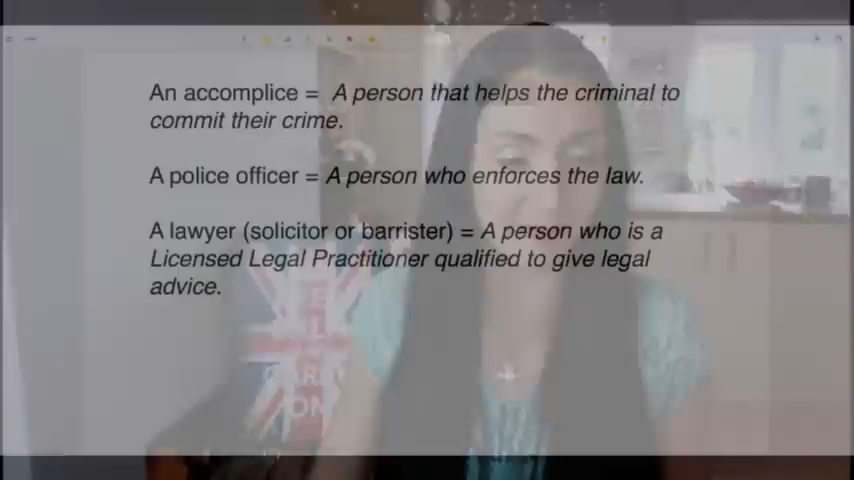 An accomplice = A person that helps the criminal to
commit their crime.
A police officer = A person who enforces the law.
A lawyer (solicitor or barrister) = A person who is a
Licensed Legal Practitioner qualified to give legal
advice.
ON